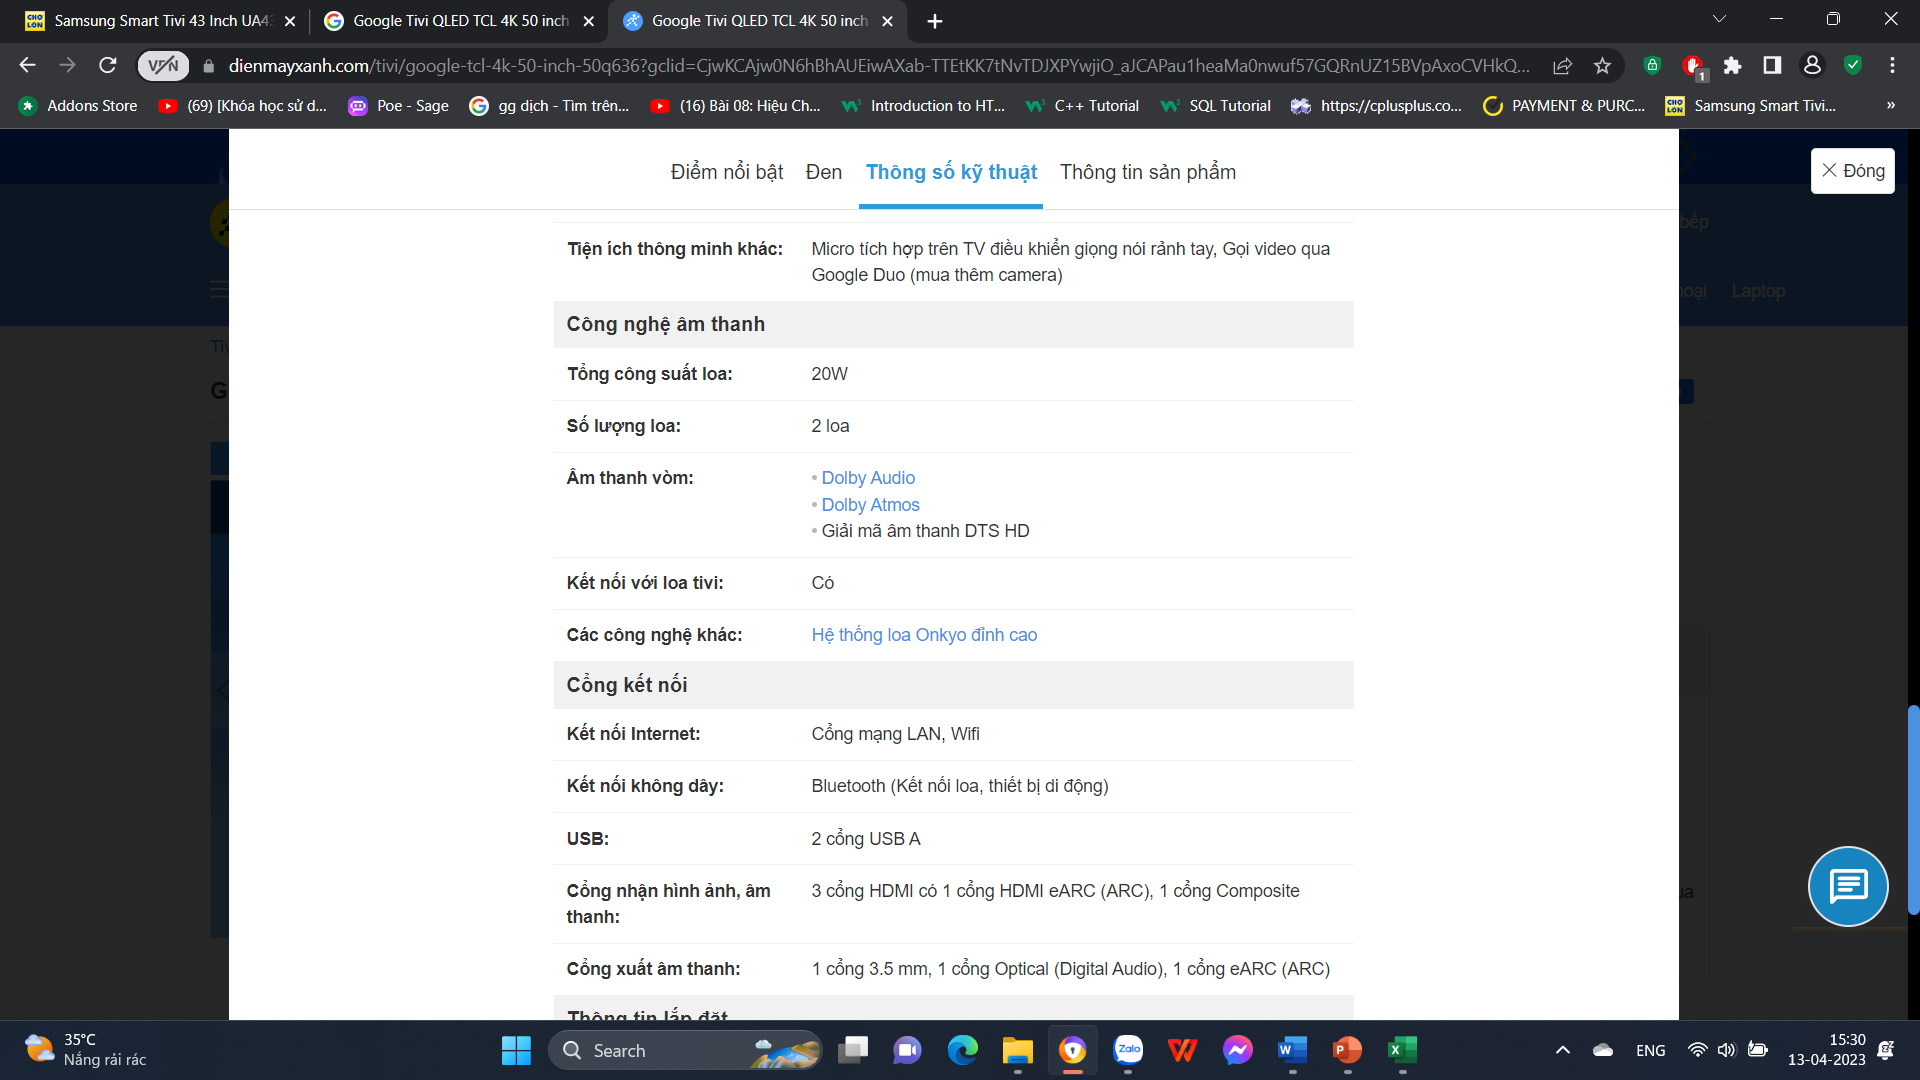 Samsung Smart Tivi 43 Inch UA43
Google Tivi QLED TCL 4K 50 inch
Google Tivi QLED TCL 4K 50 inch
VPN
dienmayxanh.com/tivi/google-tcl-4k-50-inch-50q636?gclid=CjwKCAjw0N6hBhAUEiwAXab-TTEtKK7tNvTDJXPYwjiO_aJCAPau1heaMa0nwuf57GQRnUZ15BVpAxoCVHkQ...
1
Addons Store
(69) [Khóa học sử d...
Poe - Sage
gg dịch - Tìm trên...
(16) Bài 08: Hiệu Ch...
Introduction to HT...
C++ Tutorial
SQL Tutorial
https://cplusplus.co...
PAYMENT & PURC...
Samsung Smart Tivi...
»
Điểm nổi bật
Đen
Thông số kỹ thuật
Thông tin sản phẩm
Đóng
bếp
Laptop
Tiện ích thông minh khác:
Micro tích hợp trên TV điều khiển giọng nói rảnh tay, Gọi video qua
Google Duo (mua thêm camera)
Công nghệ âm thanh
Tổng công suất loa:
20W
Số lượng loa:
2 loa
Âm thanh vòm:
• Dolby Audio
• Dolby Atmos
• Giải mã âm thanh DTS HD
Kết nối với loa tivi:
Có
Các công nghệ khác:
Hệ thống loa Onkyo đỉnh cao
Cổng kết nối
Kết nối Internet:
Cổng mạng LAN, Wifi
Kết nối không dây:
Bluetooth (Kết nối loa, thiết bị di động)
USB:
2 cổng USB A
Cổng nhận hình ảnh, âm
thanh:
3 cổng HDMI có 1 cổng HDMI eARC (ARC), 1 cổng Composite
Cổng xuất âm thanh:
1 cổng 3.5 mm, 1 cổng Optical (Digital Audio), 1 cổng eARC (ARC)
Thông tin lắp đặt
35°C
Nắng rải rác
Search
Zalo
ENG
15:30
13-04-2023